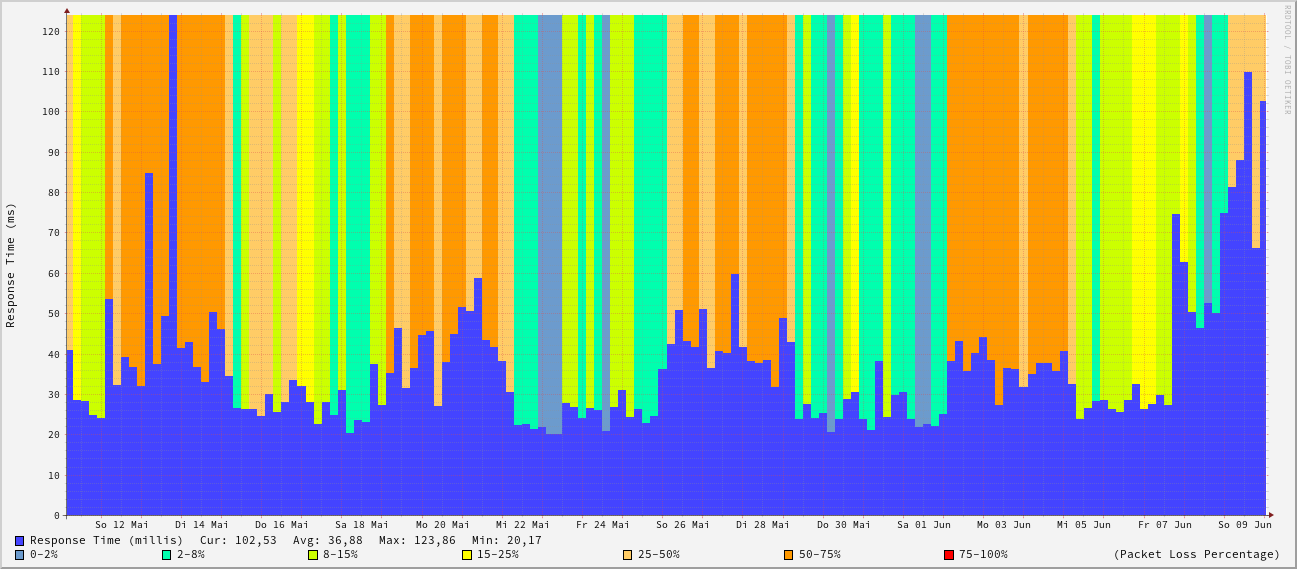 RRDTOOL / TOBI OETIKER
Response Time (ms)
120
110
100
90
80
70
60
50
40
30
20
10
0
So 12 Mai Di 14 Mai Do 16 Mai Sa 18 Mai Mo 20 Mai Mi 22 Mai Fr 24 Mai So 26 Mai Di 28 Mai Do 30 Mai Sa 01 Jun Mo 03 Jun Mi 05 Jun Fr 07 Jun So 09 Jun
Response Time (millis) Cur: 102,53 Avg: 36,88 Max: 123,86 Min: 20,17
0-2% 2-8% 8-15% 15-25% 25-50% 50-75% 75-100% (Packet Loss Percentage)